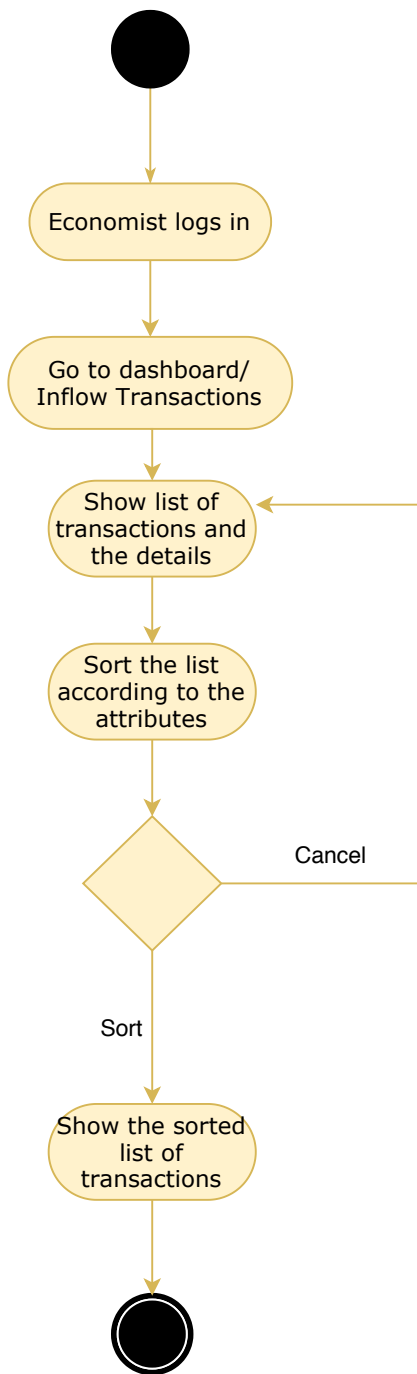 Economist logs in
Go to dashboard/
Inflow Transactions
Show list of
transactions and
the details
Sort the list
according to the
attributes
Cancel
Sort
Show the sorted
list of
transactions